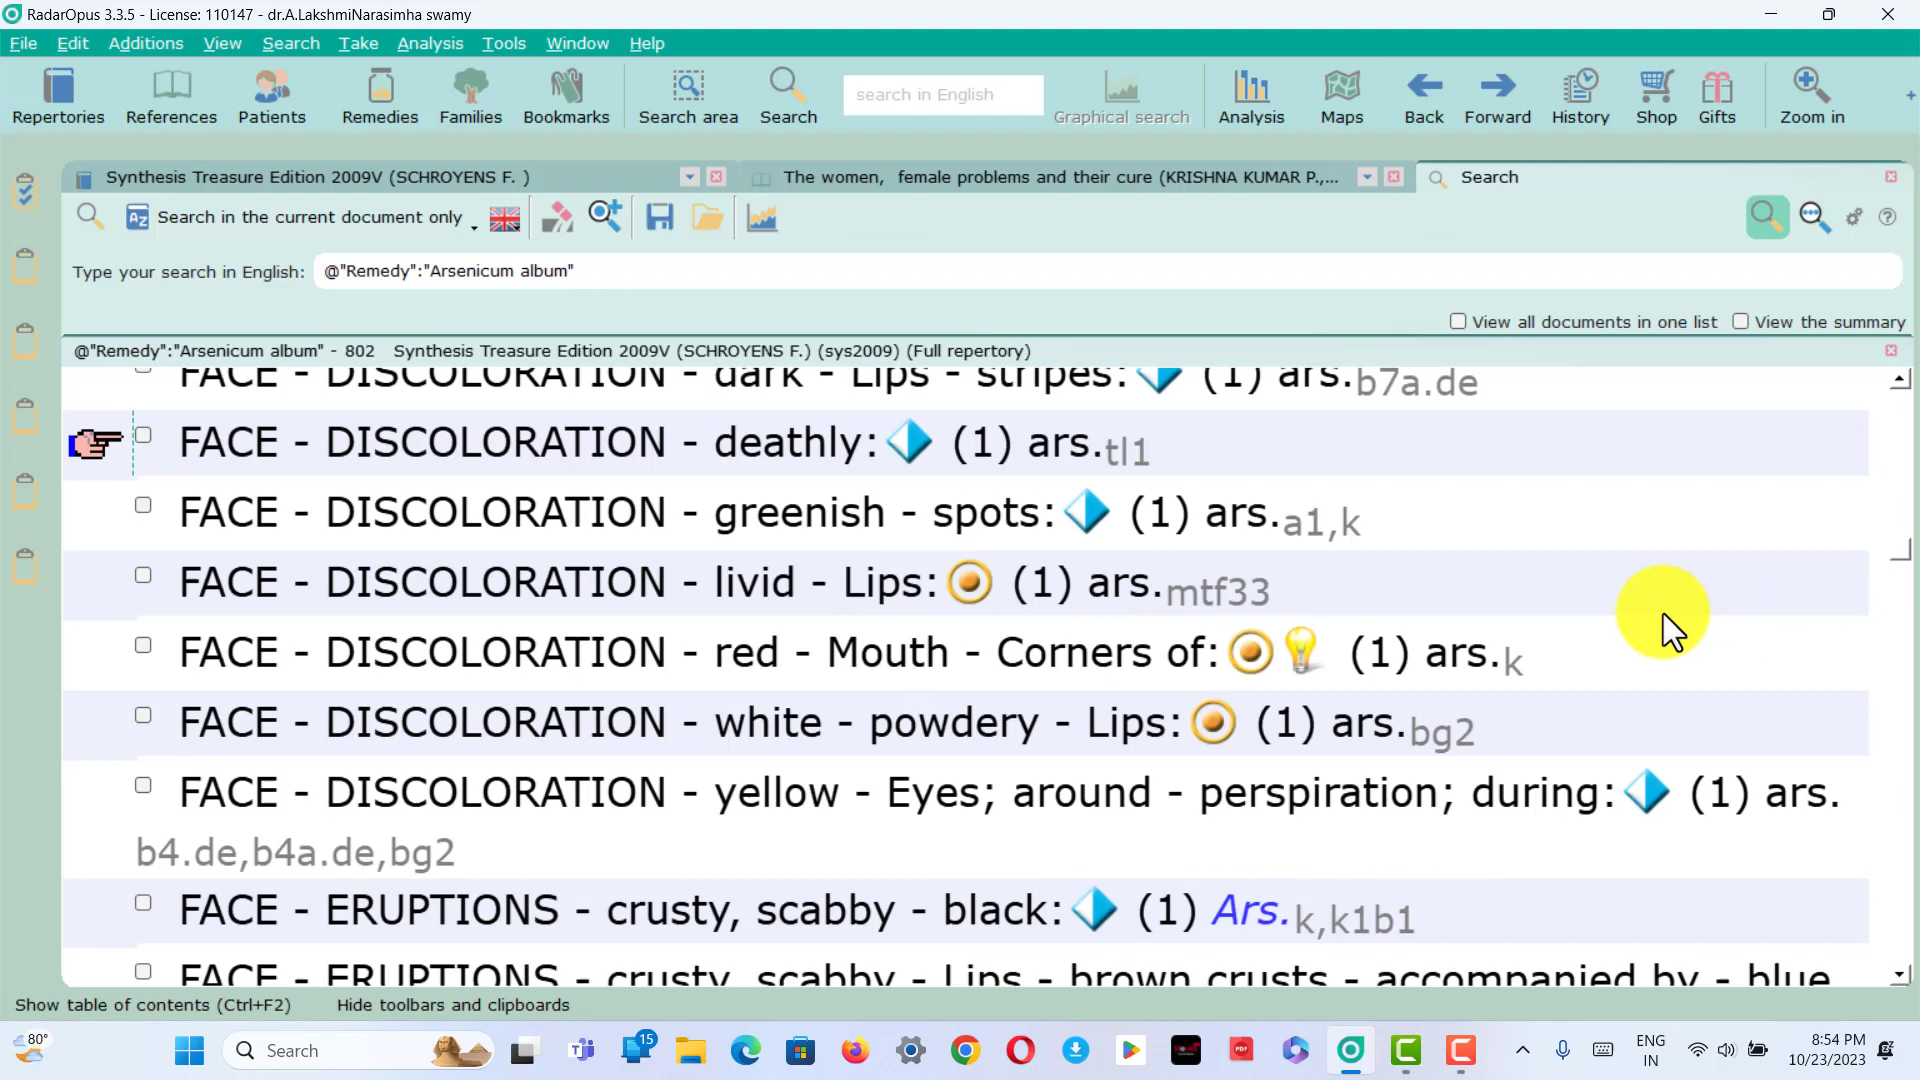 RadarOpus 3.3.5 - License: 110147 - dr.A.LakshmiNarasimha swamy
File Edit Additions View Search Take Analysis Tools Window Help
Repertories References Patients Remedies Families Bookmarks Search area Search search in English Graphical search Analysis Maps Back Forward History Shop Gifts Zoom in
Synthesis Treasure Edition 2009V (SCHROYENS F. ) The women, female problems and their cure (KRISHNA KUMAR P.,... Search
AZ Search in the current document only
Type your search in English: @"Remedy":"Arsenicum album"
View all documents in one list View the summary
@"Remedy":"Arsenicum album" - 802 Synthesis Treasure Edition 2009V (SCHROYENS F.) (sys2009) (Full repertory)
FACE - DISCOLORATION - dark - Lips - stripes: (1) ars.b7a.de
FACE - DISCOLORATION - deathly: (1) ars.tl1
FACE - DISCOLORATION - greenish - spots: (1) ars.a1,k
FACE - DISCOLORATION - livid - Lips: (1) ars.mtf33
FACE - DISCOLORATION - red - Mouth - Corners of: (1) ars.k
FACE - DISCOLORATION - white - powdery - Lips: (1) ars.bg2
FACE - DISCOLORATION - yellow - Eyes; around - perspiration; during: (1) ars.
b4.de,b4a.de,bg2
FACE - ERUPTIONS - crusty, scabby - black: (1) Ars.k,k1b1
FACE - ERUPTIONS - crusty, scabby - Lips - brown crusts - accompanied by - blue
Show table of contents (Ctrl+F2) Hide toolbars and clipboards
80° Search 15 PDF ENG 8:54 PM
IN 10/23/2023